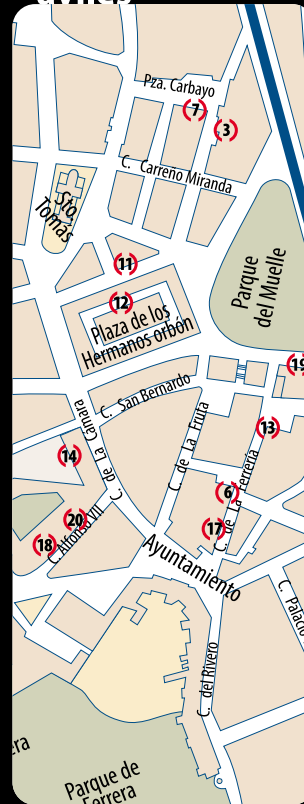 avilés
Pza. Carbayo
7
3
C. Carreño Miranda
Sto.
Tomás
11
Parque
del Muelle
12
Plaza de los
Hermanos orbón
19
C. San Bernardo
C. de La Cámara
C. de La Fruta
13
C. de La Ferrería
14
6
20
17
18
C. Alfonso VII
Ayuntamiento
C. Palacio
C. del Rivero
era
Parque de
Ferrera